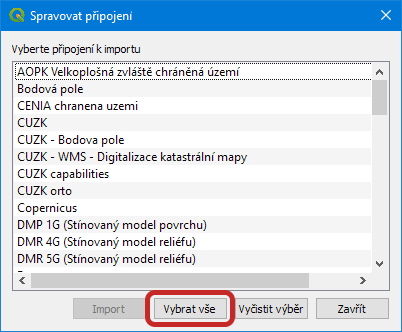 Spravovat připojení
Vyberte připojení k importu
AOPK Velkoplošná zvláště chráněná území
Bodová pole
CENIA chranena uzemi
CUZK
CUZK - Bodova pole
CUZK - WMS - Digitalizace katastrální mapy
CUZK capabilities
CUZK orto
Copernicus
DMP 1G (Stínovaný model povrchu)
DMR 4G (Stínovaný model reliéfu)
DMR 5G (Stínovaný model reliéfu)
Import Vybrat vše Vyčistit výběr Zavřít